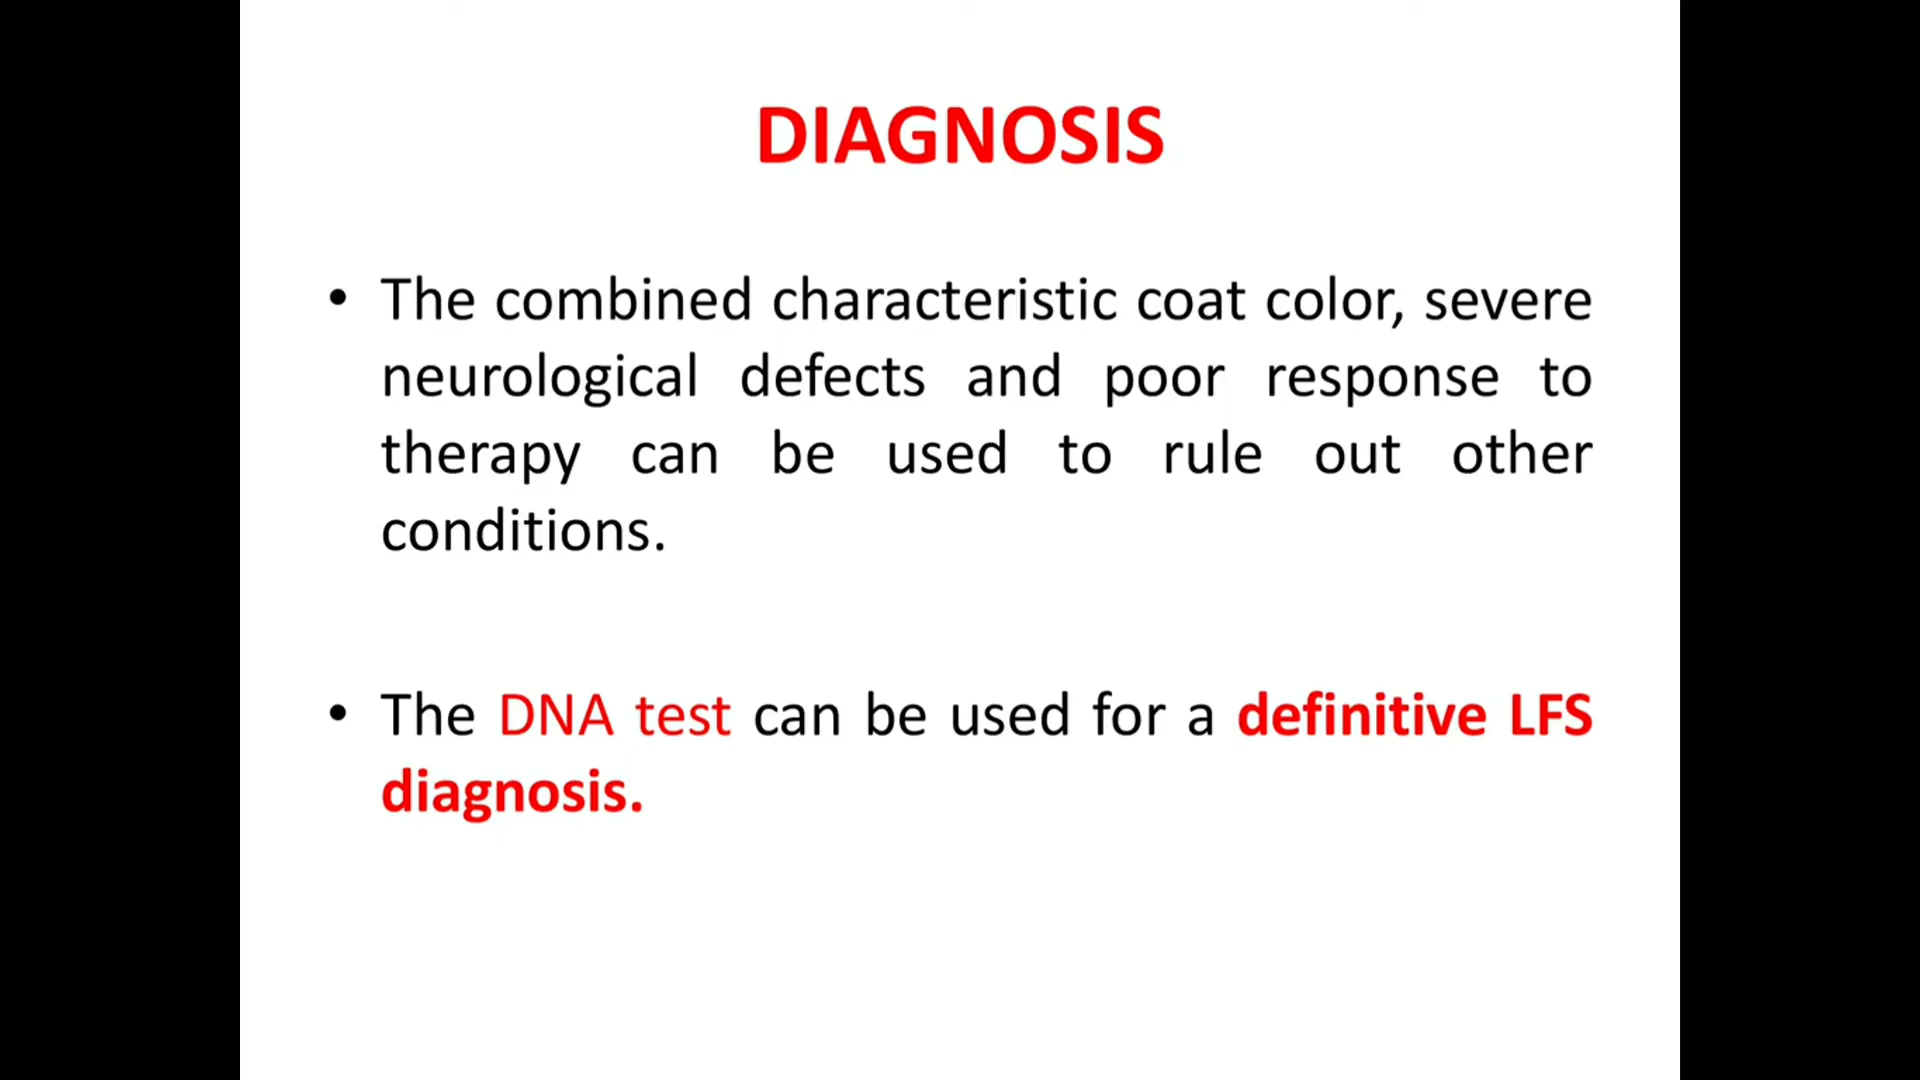 DIAGNOSIS
• The combined characteristic coat color, severe
neurological defects and poor response to
therapy can be used to rule out other
conditions.
• The DNA test can be used for a definitive LFS
diagnosis.